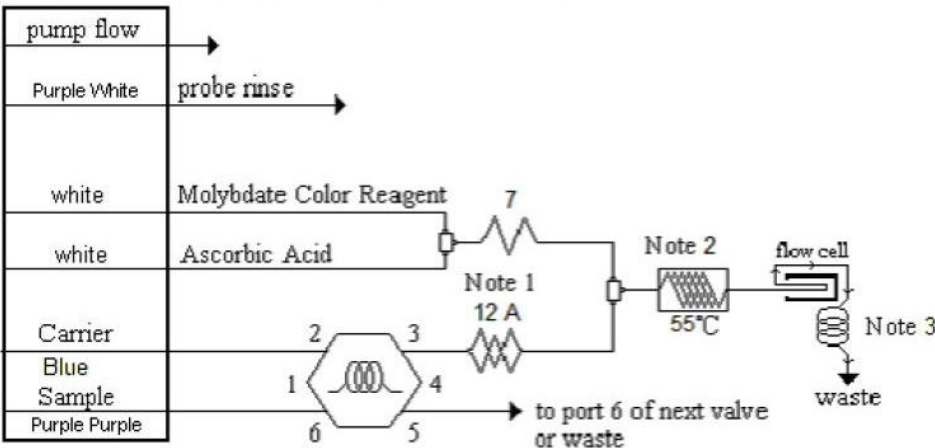 pump flow
Purple White
probe rinse
white
Molybdate Color Reagent
7
white
Ascorbic Acid
Note 1
12 A
Note 2
55°C
flow cell
Note 3
waste
Carrier
Blue
Sample
Purple Purple
2
3
1
4
6
5
to port 6 of next valve
or waste